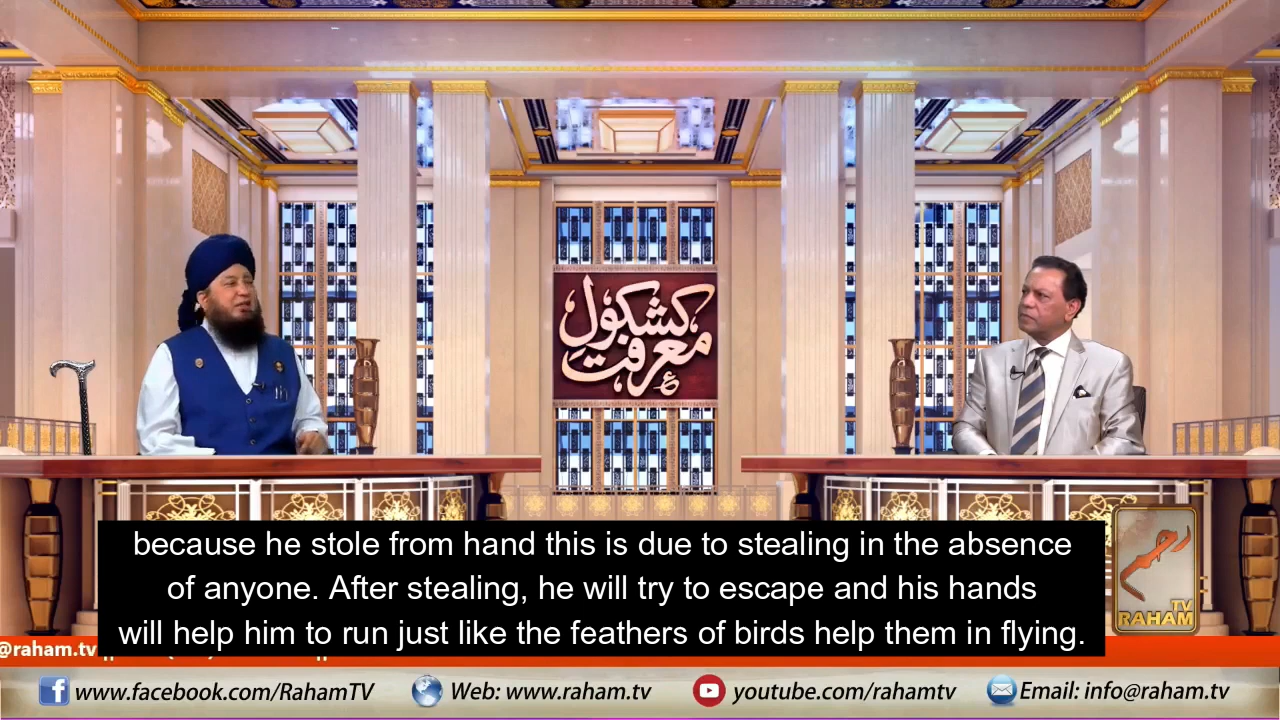 کشکولِ
معرفت
because he stole from hand this is due to stealing in the absence
of anyone. After stealing, he will try to escape and his hands
will help him to run just like the feathers of birds help them in flying.
رحم
TV
RAHAM
@raham.tv
www.facebook.com/RahamTV Web: www.raham.tv youtube.com/rahamtv Email: info@raham.tv